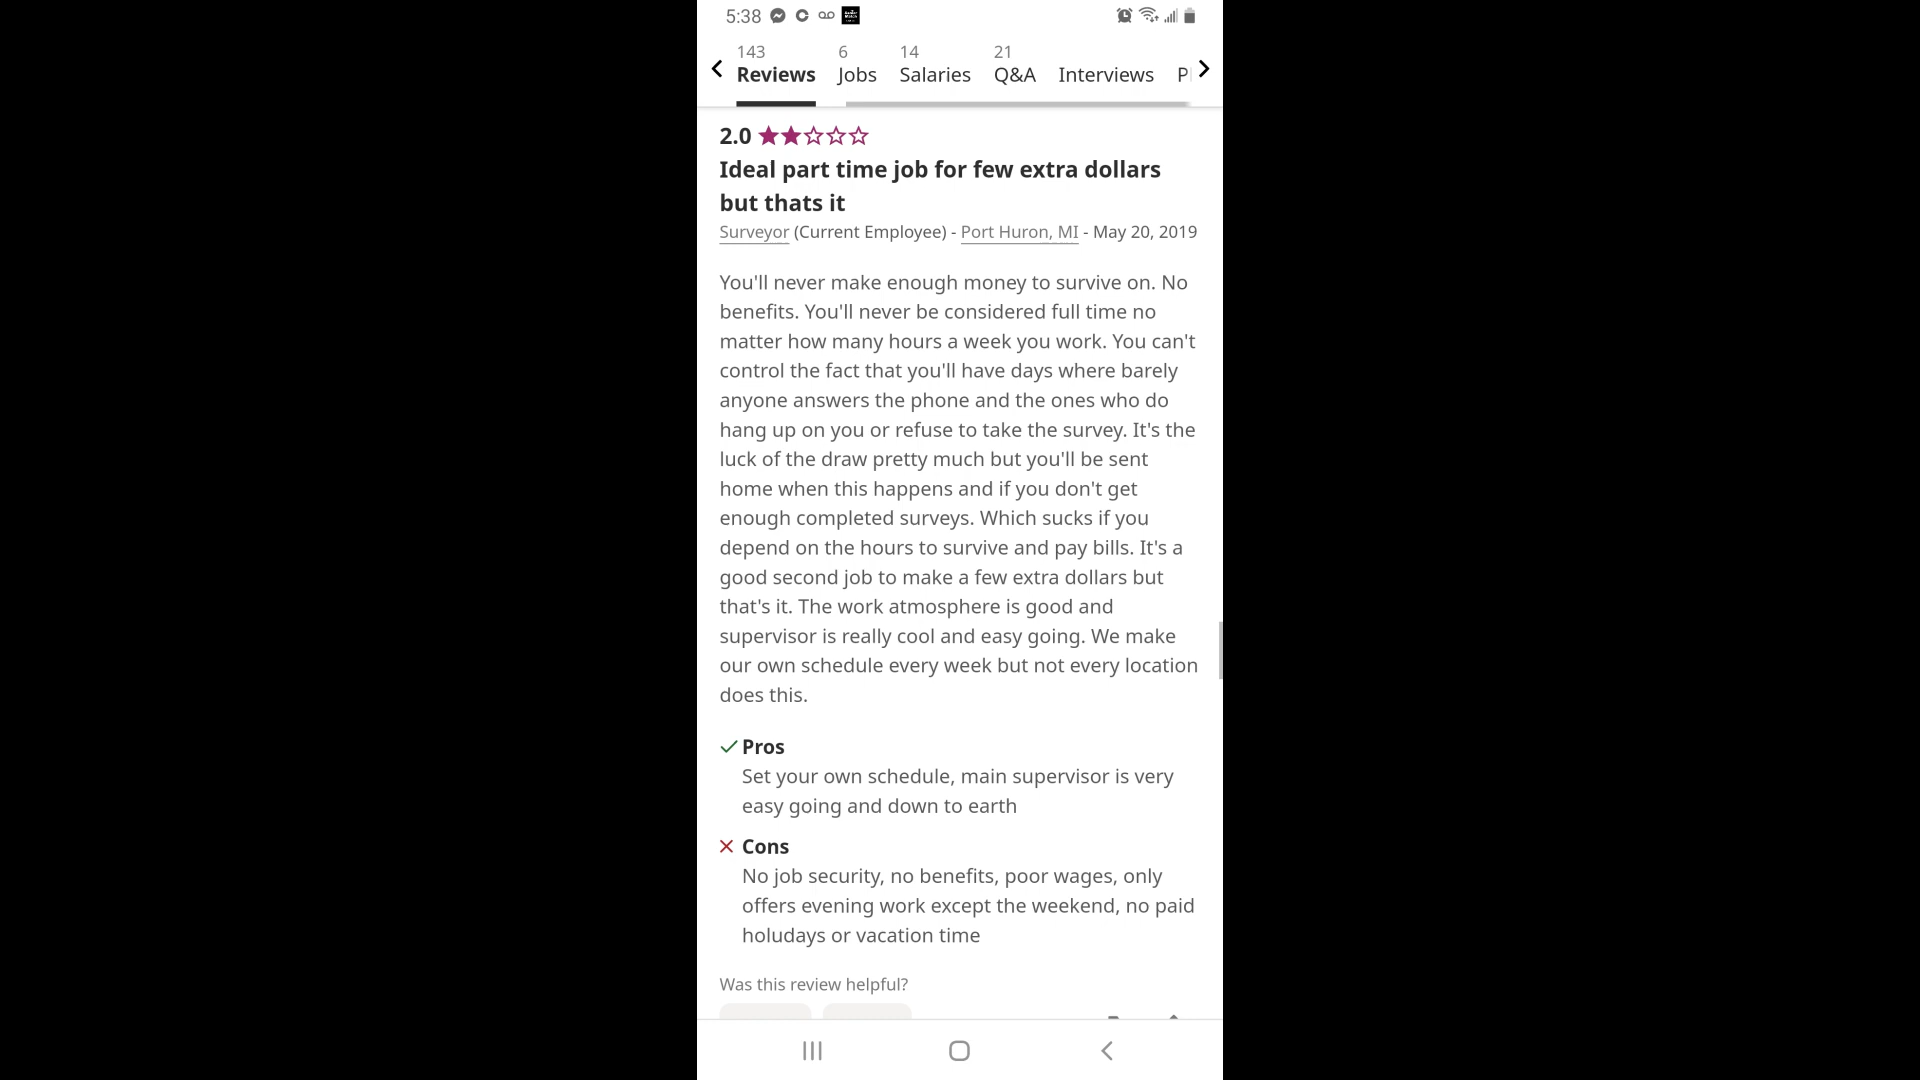 5:38
143
6
14
21
Reviews
Jobs
Salaries
Q&A
Interviews
P
2.0
Ideal part time job for few extra dollars
but thats it
Surveyor (Current Employee) - Port Huron, MI - May 20, 2019
You'll never make enough money to survive on. No
benefits. You'll never be considered full time no
matter how many hours a week you work. You can't
control the fact that you'll have days where barely
anyone answers the phone and the ones who do
hang up on you or refuse to take the survey. It's the
luck of the draw pretty much but you'll be sent
home when this happens and if you don't get
enough completed surveys. Which sucks if you
depend on the hours to survive and pay bills. It's a
good second job to make a few extra dollars but
that's it. The work atmosphere is good and
supervisor is really cool and easy going. We make
our own schedule every week but not every location
does this.
Pros
Set your own schedule, main supervisor is very
easy going and down to earth
Cons
No job security, no benefits, poor wages, only
offers evening work except the weekend, no paid
holudays or vacation time
Was this review helpful?